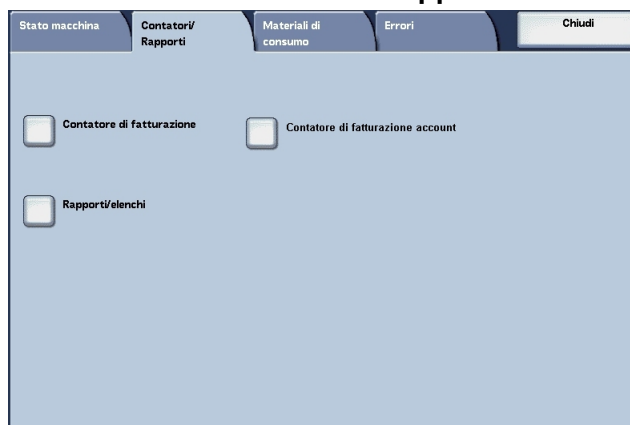 Stato macchina
Contatori/
Rapporti
Materiali di
consumo
Errori
Chiudi
Contatore di fatturazione
Contatore di fatturazione account
Rapporti/elenchi